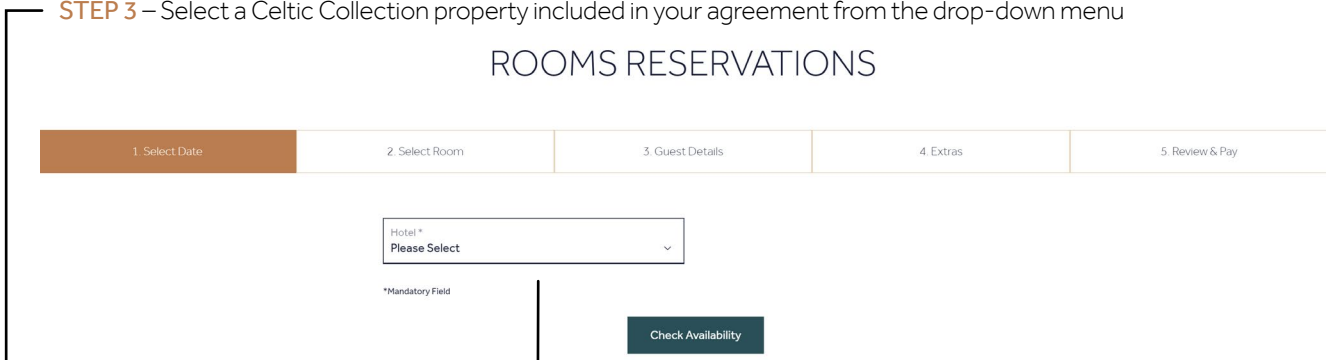 STEP 3 – Select a Celtic Collection property included in your agreement from the drop-down menu
ROOMS RESERVATIONS
1. Select Date
2. Select Room
3. Guest Details
4. Extras
5. Review & Pay
Hotel *
Please Select
*Mandatory Field
Check Availability